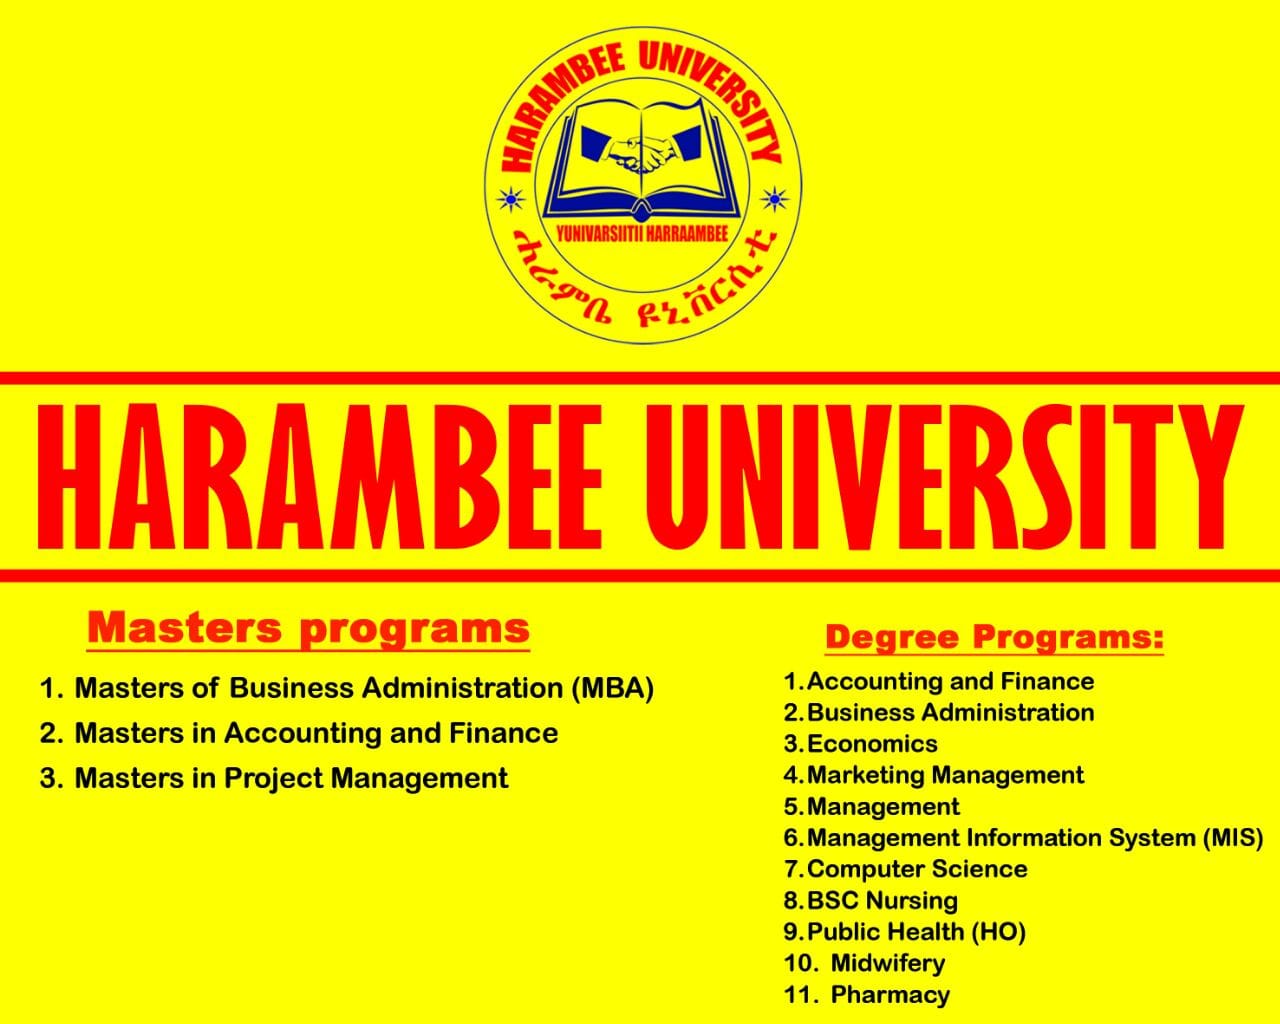 HARAMBEE UNIVERSITY
YUNIVARSIITII HARRAAMBEE
ሐራምቤ ዩኒቨርሲቲ
HARAMBEE UNIVERSITY
Masters programs
1. Masters of Business Administration (MBA)
2. Masters in Accounting and Finance
3. Masters in Project Management
Degree Programs:
1.Accounting and Finance
2.Business Administration
3.Economics
4.Marketing Management
5.Management
6.Management Information System (MIS)
7.Computer Science
8.BSC Nursing
9.Public Health (HO)
10. Midwifery
11. Pharmacy